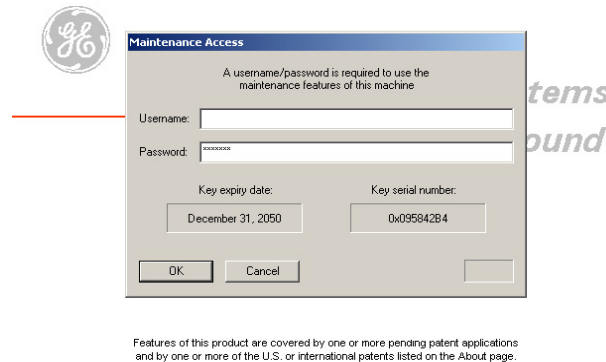 GE
Maintenance Access
A username/password is required to use the
maintenance features of this machine
tems
ound
Username:
Password: xxxxxxx
Key expiry date: Key serial number:
December 31, 2050 0x095842B4
OK Cancel
Features of this product are covered by one or more pending patent applications
and by one or more of the U.S. or international patents listed on the About page.